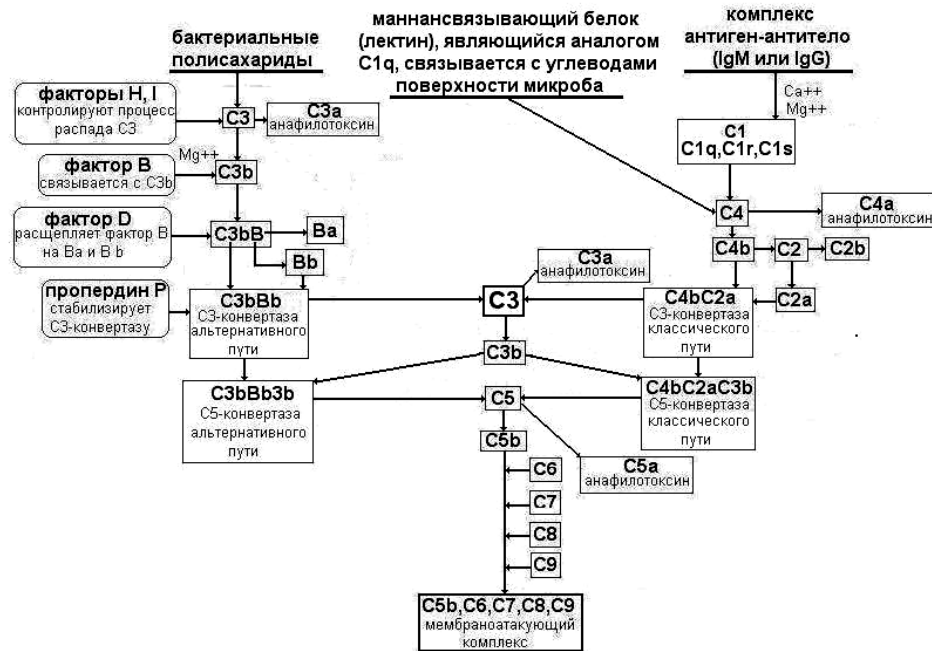 бактериальные
полисахариды
маннансвязывающий белок
(лектин), являющийся аналогом
C1q, связывается с углеводами
поверхности микроба
комплекс
антиген-антитело
(IgM или IgG)
Ca++
Mg++
факторы H, I
контролируют процесс
распада C3
C3
C3a
анафилотоксин
C1
C1q,C1r,C1s
Mg++
фактор B
связывается с C3b
C3b
C4
C4a
анафилотоксин
фактор D
расщепляет фактор B
на Ba и B b
C3bB
Ba
Bb
C4b
C2
C2b
C3a
анафилотоксин
C2a
пропердин P
стабилизирует
C3-конвертазу
C3bBb
C3-конвертаза
альтернативного
пути
C3
C4bC2a
C3-конвертаза
классического
пути
C3b
C3bBb3b
C5-конвертаза
альтернативного
пути
C5
C4bC2aC3b
C5-конвертаза
классического
пути
C5b
C5a
анафилотоксин
C6
C7
C8
C9
C5b,C6,C7,C8,C9
мембраноатакующий
комплекс